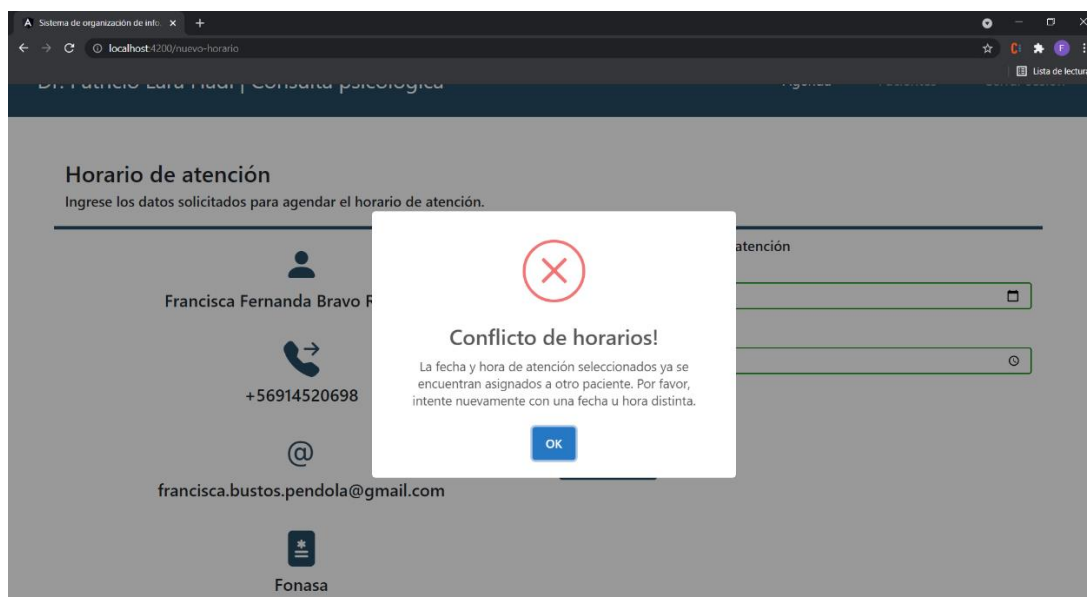 Sistema de organización de info.
localhost:4200/nuevo-horario
Lista de lectura
Horario de atención
Ingrese los datos solicitados para agendar el horario de atención.
atención
Francisca Fernanda Bravo
+56914520698
@
francisca.bustos.pendola@gmail.com
Fonasa
Conflicto de horarios!
La fecha y hora de atención seleccionados ya se
encuentran asignados a otro paciente. Por favor,
intente nuevamente con una fecha u hora distinta.
OK